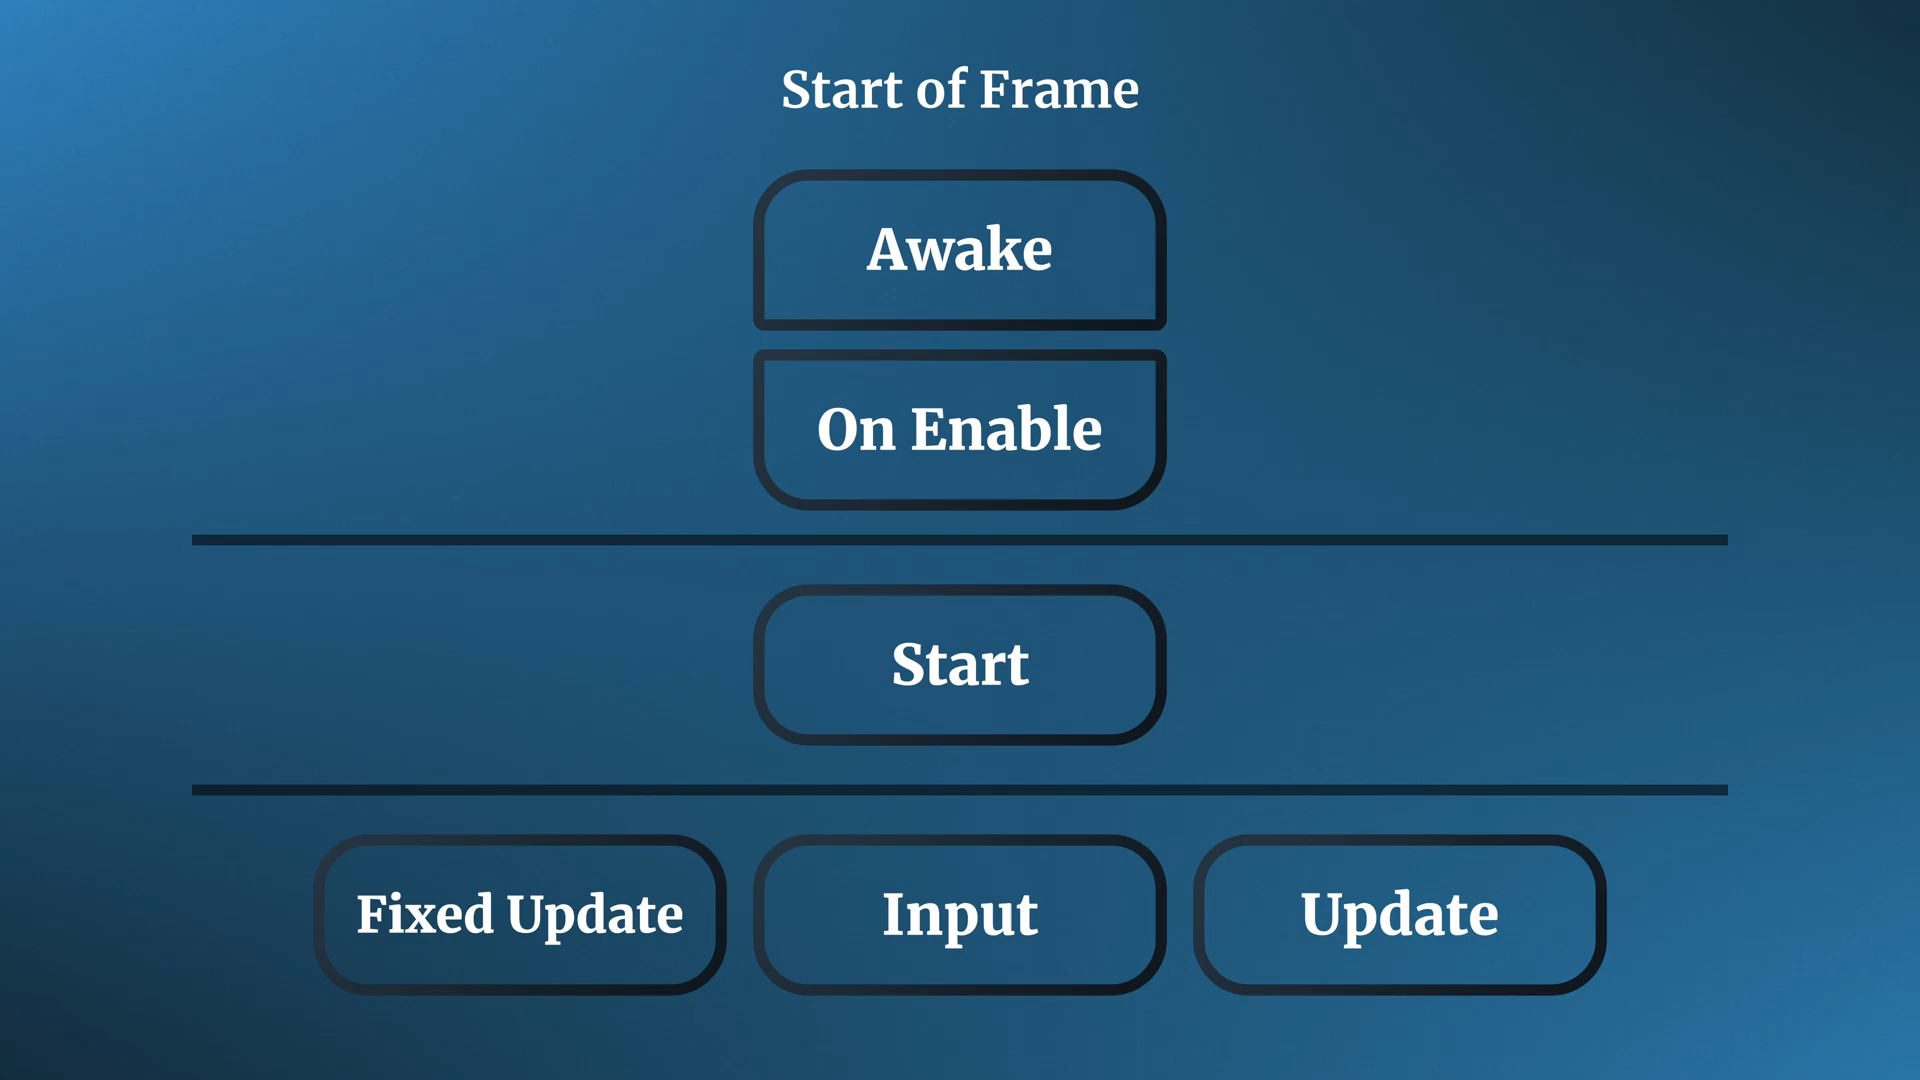 Start of Frame
Awake
On Enable
Start
Fixed Update
Input
Update